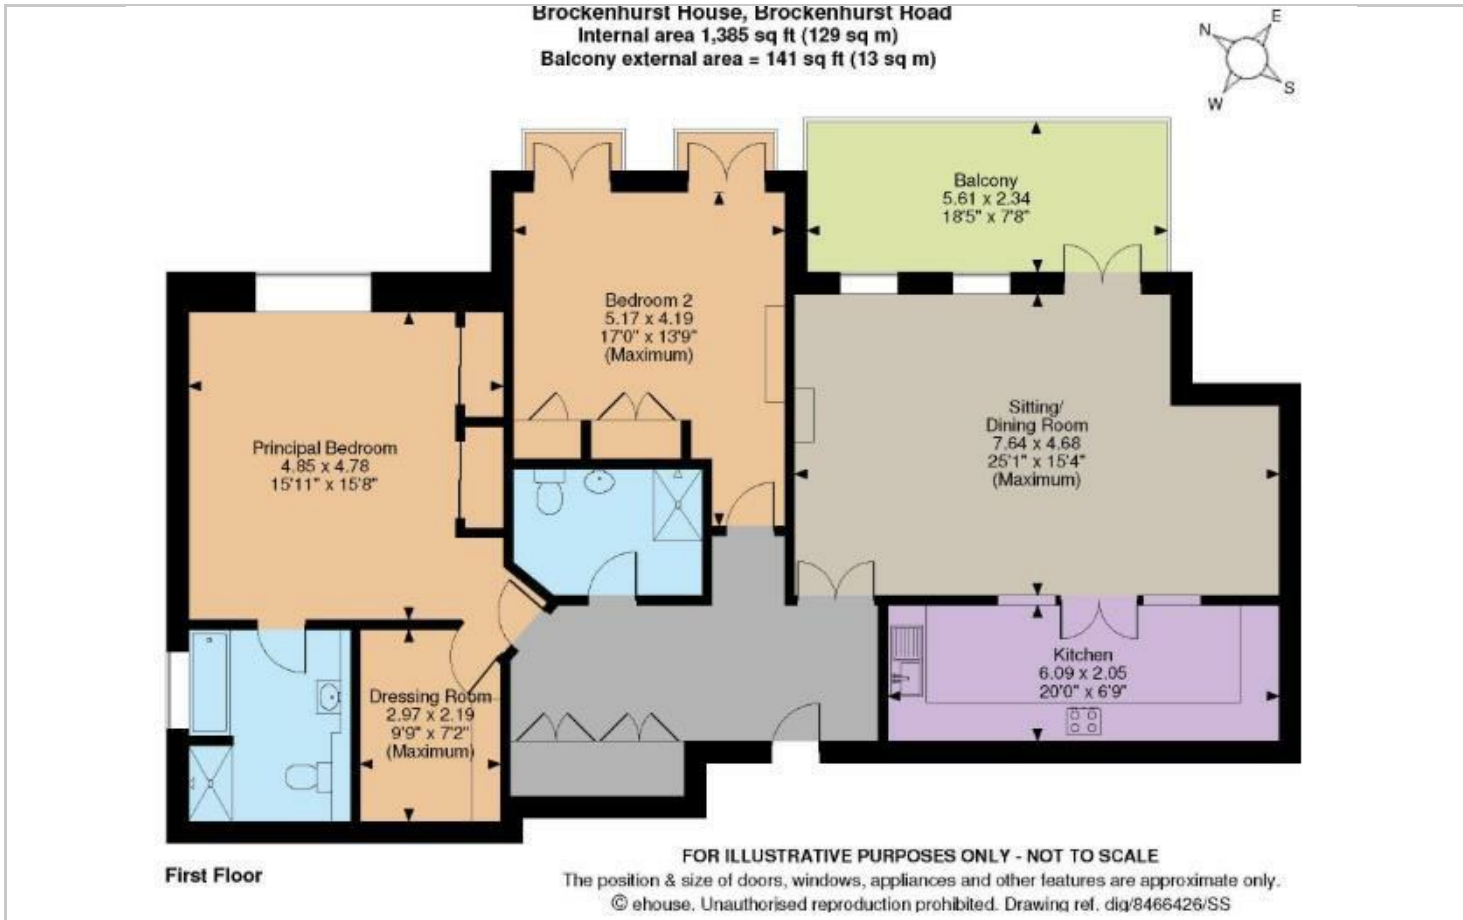 Brockenhurst House, Brockenhurst Road
Internal area 1,385 sq ft (129 sq m)
Balcony external area = 141 sq ft (13 sq m)
N
E
S
W
Balcony
5.61 x 2.34
18'5" x 7'8"
Bedroom 2
5.17 x 4.19
17'0" x 13'9"
(Maximum)
Sitting/
Dining Room
7.64 x 4.68
25'1" x 15'4"
(Maximum)
Principal Bedroom
4.85 x 4.78
15'11" x 15'8"
Kitchen
6.09 x 2.05
20'0" x 6'9"
Dressing Room
2.97 x 2.19
9'9" x 7'2"
(Maximum)
First Floor
FOR ILLUSTRATIVE PURPOSES ONLY - NOT TO SCALE
The position & size of doors, windows, appliances and other features are approximate only.
© ehouse. Unauthorised reproduction prohibited. Drawing ref. dig/8466426/SS